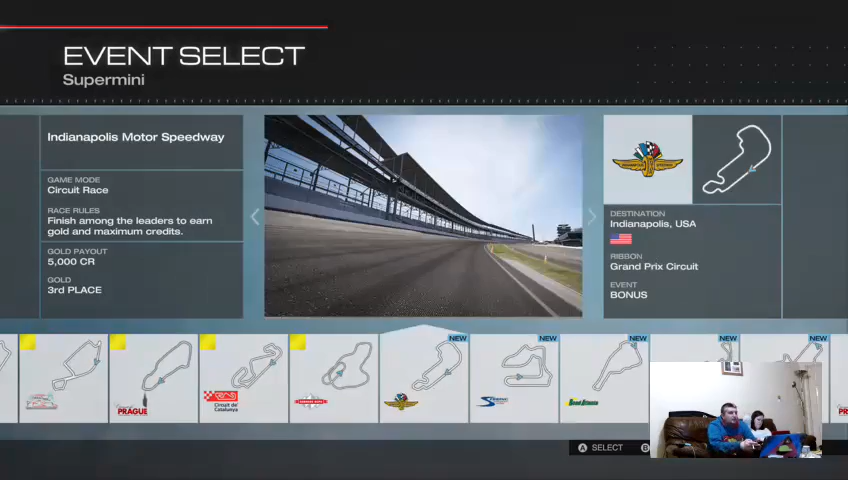 EVENT SELECT
Supermini
Indianapolis Motor Speedway
GAME MODE
Circuit Race
RACE RULES
Finish among the leaders to earn
gold and maximum credits.
GOLD PAYOUT
5,000 CR
GOLD
3rd PLACE
DESTINATION
Indianapolis, USA
RIBBON
Grand Prix Circuit
EVENT
BONUS
NEW
NEW
NEW
NEW
PRAGUE
Circuit de
Catalunya
Road Atlanta
A SELECT
B